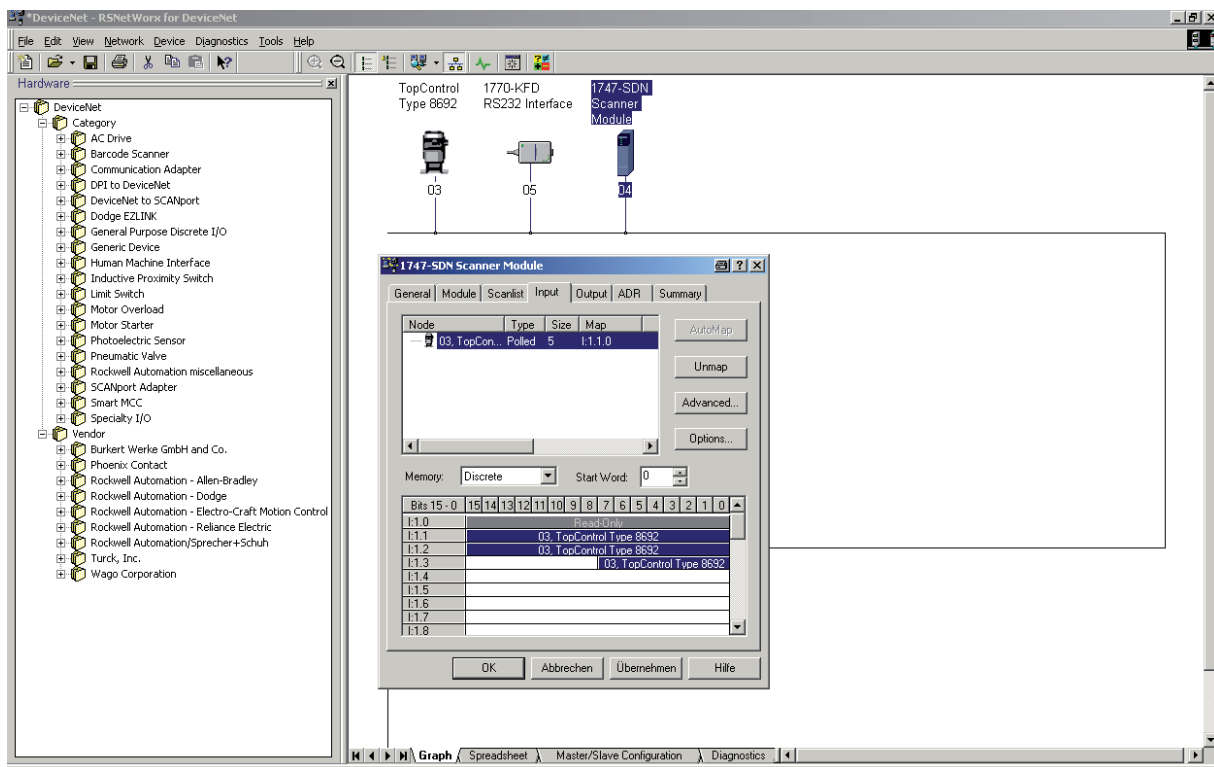 *DeviceNet - RSNetWorx for DeviceNet
File Edit View Network Device Diagnostics Tools Help
Hardware
DeviceNet
Category
AC Drive
Barcode Scanner
Communication Adapter
DPI to DeviceNet
DeviceNet to SCANport
Dodge EZLINK
General Purpose Discrete I/O
Generic Device
Human Machine Interface
Inductive Proximity Switch
Limit Switch
Motor Overload
Motor Starter
Photoelectric Sensor
Pneumatic Valve
Rockwell Automation miscellaneous
SCANport Adapter
Smart MCC
Specialty I/O
Vendor
Burkert Werke GmbH and Co.
Phoenix Contact
Rockwell Automation - Allen-Bradley
Rockwell Automation - Dodge
Rockwell Automation - Electro-Craft Motion Control
Rockwell Automation - Reliance Electric
Rockwell Automation/Sprecher+Schuh
Turck, Inc.
Wago Corporation
TopControl
Type 8692
1770-KFD
RS232 Interface
1747-SDN
Scanner
Module
03
05
04
1747-SDN Scanner Module
General Module Scanlist Input Output ADR Summary
Node Type Size Map
03, TopCon... Polled 5 I:1.1.0
AutoMap
Unmap
Advanced...
Options...
Memory: Discrete Start Word: 0
Bits 15 - 0 15 14 13 12 11 10 9 8 7 6 5 4 3 2 1 0
I:1.0 Read-Only
I:1.1 03, TopControl Type 8692
I:1.2 03, TopControl Type 8692
I:1.3 03, TopControl Type 8692
I:1.4
I:1.5
I:1.6
I:1.7
I:1.8
OK Abbrechen Übernehmen Hilfe
Graph Spreadsheet Master/Slave Configuration Diagnostics